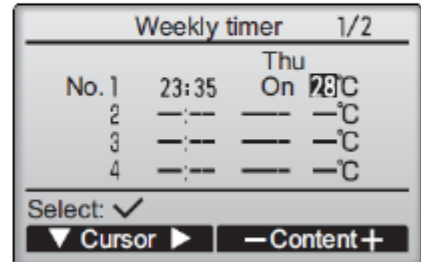 Weekly timer 1/2
Thu
No. 1 23:35 On 28℃
2 --:-- ---- --℃
3 --:-- ---- --℃
4 --:-- ---- --℃
Select: ✓
▼ Cursor ▶ −Content+